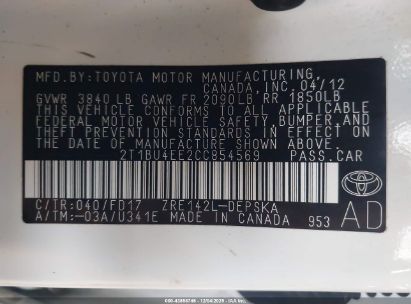 MFD.BY:TOYOTA MOTOR MANUFACTURING,
CANADA, INC. 04/12
GVWR 3840 LB GAWR FR 2090LB RR 1850LB
THIS VEHICLE CONFORMS TO ALL APPLICABLE
FEDERAL MOTOR VEHICLE SAFETY, BUMPER, AND
THEFT PREVENTION STANDARDS IN EFFECT ON
THE DATE OF MANUFACTURE SHOWN ABOVE.
2T1BU4EE2CC854569 PASS.CAR
C/TR:040/FD17 ZRE142L-DEPSKA
A/TM:-03A/U341E MADE IN CANADA 953
AD
TOYOTA